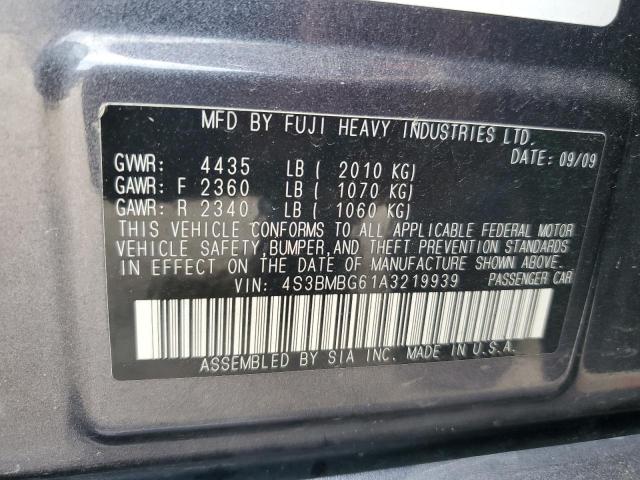 MFD BY FUJI HEAVY INDUSTRIES LTD.
DATE: 09/09
GVWR: 4435 LB ( 2010 KG)
GAWR: F 2360 LB ( 1070 KG)
GAWR: R 2340 LB ( 1060 KG)
THIS VEHICLE CONFORMS TO ALL APPLICABLE FEDERAL MOTOR
VEHICLE SAFETY,BUMPER,AND THEFT PREVENTION STANDARDS
IN EFFECT ON THE DATE OF MANUFACTURE SHOWN ABOVE.
VIN: 4S3BMBG61A3219939 PASSENGER CAR
ASSEMBLED BY SIA INC. MADE IN U.S.A.